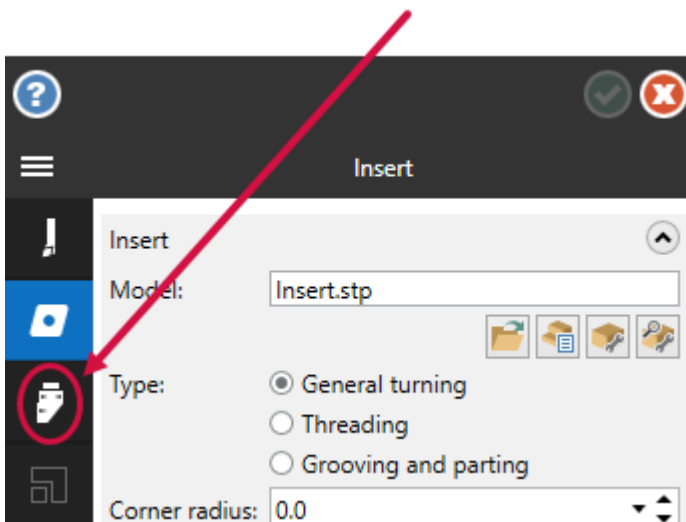 ?
Insert
Insert
Model: Insert.stp
Type: General turning
Threading
Grooving and parting
Corner radius: 0.0